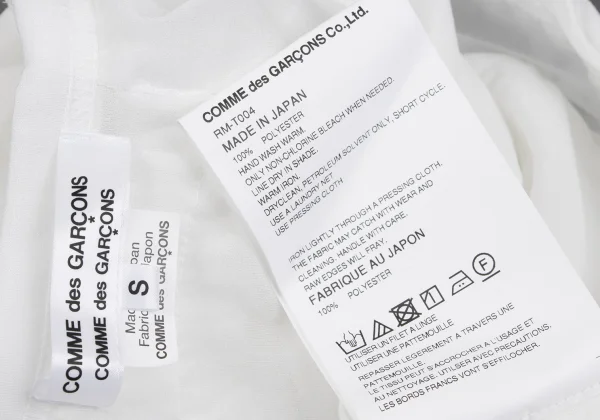 COMME des GARÇONS
COMME des GARÇONS
*
S
Made
pan
Fabric
Japon
COMME des GARÇONS
COMME des GARÇONS Co.,Ltd.
RM-T004
MADE IN JAPAN
100% POLYESTER
HAND WASH WARM.
ONLY NON-CHLORINE BLEACH WHEN NEEDED.
LINE DRY IN SHADE.
WARM IRON.
DRYCLEAN, PETROLEUM SOLVENT ONLY, SHORT CYCLE.
USE A LAUNDRY NET
USE PRESSING CLOTH
IRON LIGHTLY THROUGH A PRESSING CLOTH.
THE FABRIC MAY CATCH WITH WEAR AND
CLEANING. HANDLE WITH CARE.
RAW EDGES WILL FRAY.
FABRIQUE AU JAPON
100% POLYESTER
F
UTILISER UN FILET A LINGE
UTILISER UNE PATTEMOUILLE
REPASSER LEGEREMENT A TRAVERS UNE
PATTEMOUILLE.
LE TISSU PEUT S'ACCROCHER A L'USAGE ET
AU NETTOYAGE. UTILISER AVEC PRECAUTIONS.
LES BORDS FRANCS VONT S'EFFILOCHER.